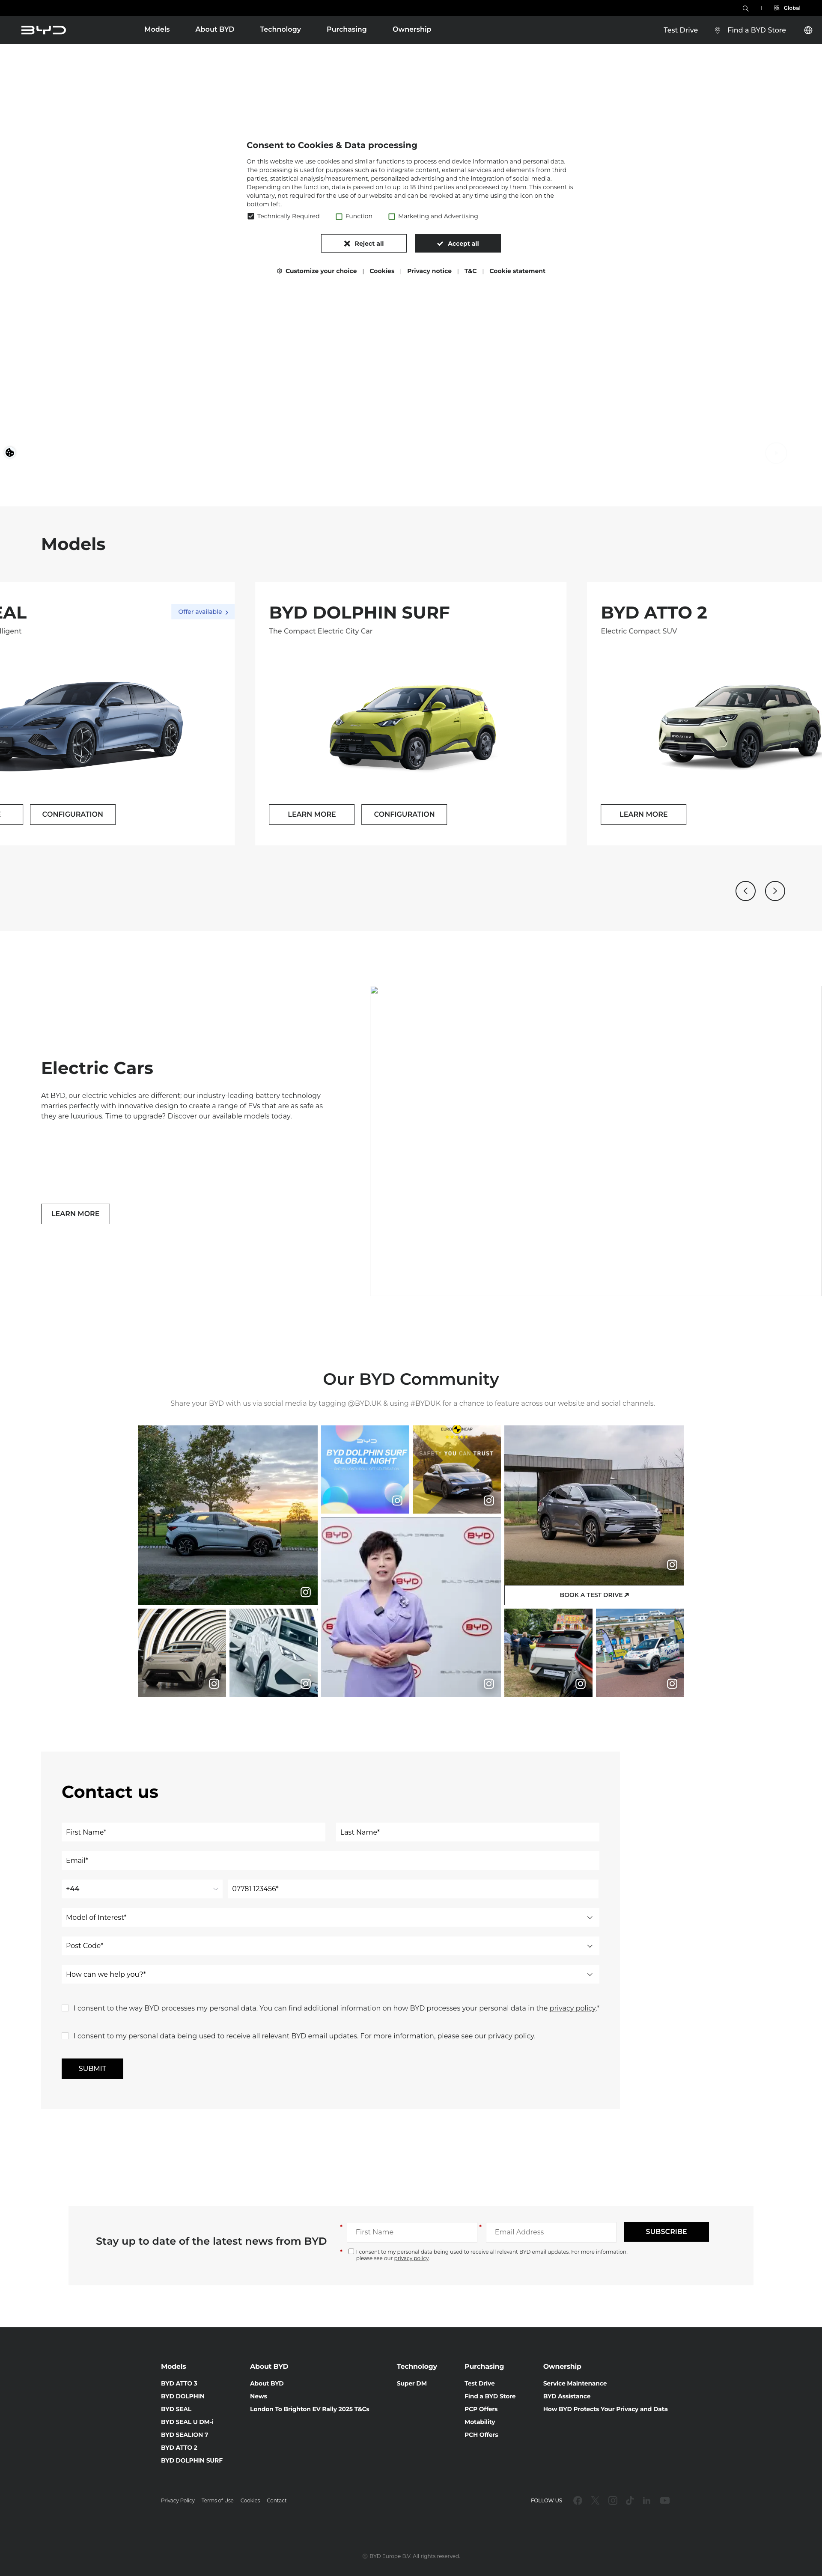 Global
BYD
Models
About BYD
Technology
Purchasing
Ownership
Test Drive
Find a BYD Store
Consent to Cookies & Data processing
On this website we use cookies and similar functions to process end device information and personal data.
The processing is used for purposes such as to integrate content, external services and elements from third
parties, statistical analysis/measurement, personalized advertising and the integration of social media.
Depending on the function, data is passed on to up to 18 third parties and processed by them. This consent is
voluntary, not required for the use of our website and can be revoked at any time using the icon on the
bottom left.
Technically Required
Function
Marketing and Advertising
Reject all
Accept all
Customize your choice | Cookies | Privacy notice | T&C | Cookie statement
Models
EAL
Offer available
lligent
CONFIGURATION
BYD DOLPHIN SURF
The Compact Electric City Car
LEARN MORE
CONFIGURATION
BYD ATTO 2
Electric Compact SUV
LEARN MORE
Electric Cars
At BYD, our electric vehicles are different; our industry-leading battery technology
marries perfectly with innovative design to create a range of EVs that are as safe as
they are luxurious. Time to upgrade? Discover our available models today.
LEARN MORE
Our BYD Community
Share your BYD with us via social media by tagging @BYD.UK & using #BYDUK for a chance to feature across our website and social channels.
BYD
BYD DOLPHIN SURF
GLOBAL NIGHT
EURO NCAP
SAFETY YOU CAN TRUST
BYD
BYD
BYD
BOOK A TEST DRIVE
Contact us
First Name*
Last Name*
Email*
+44
07781 123456*
Model of Interest*
Post Code*
How can we help you?*
I consent to the way BYD processes my personal data. You can find additional information on how BYD processes your personal data in the privacy policy.*
I consent to my personal data being used to receive all relevant BYD email updates. For more information, please see our privacy policy.
SUBMIT
Stay up to date of the latest news from BYD
* First Name
* Email Address
SUBSCRIBE
* I consent to my personal data being used to receive all relevant BYD email updates. For more information,
please see our privacy policy.
Models
BYD ATTO 3
BYD DOLPHIN
BYD SEAL
BYD SEAL U DM-i
BYD SEALION 7
BYD ATTO 2
BYD DOLPHIN SURF
About BYD
About BYD
News
London To Brighton EV Rally 2025 T&Cs
Technology
Super DM
Purchasing
Test Drive
Find a BYD Store
PCP Offers
Motability
PCH Offers
Ownership
Service Maintenance
BYD Assistance
How BYD Protects Your Privacy and Data
Privacy Policy
Terms of Use
Cookies
Contact
FOLLOW US
© BYD Europe B.V. All rights reserved.